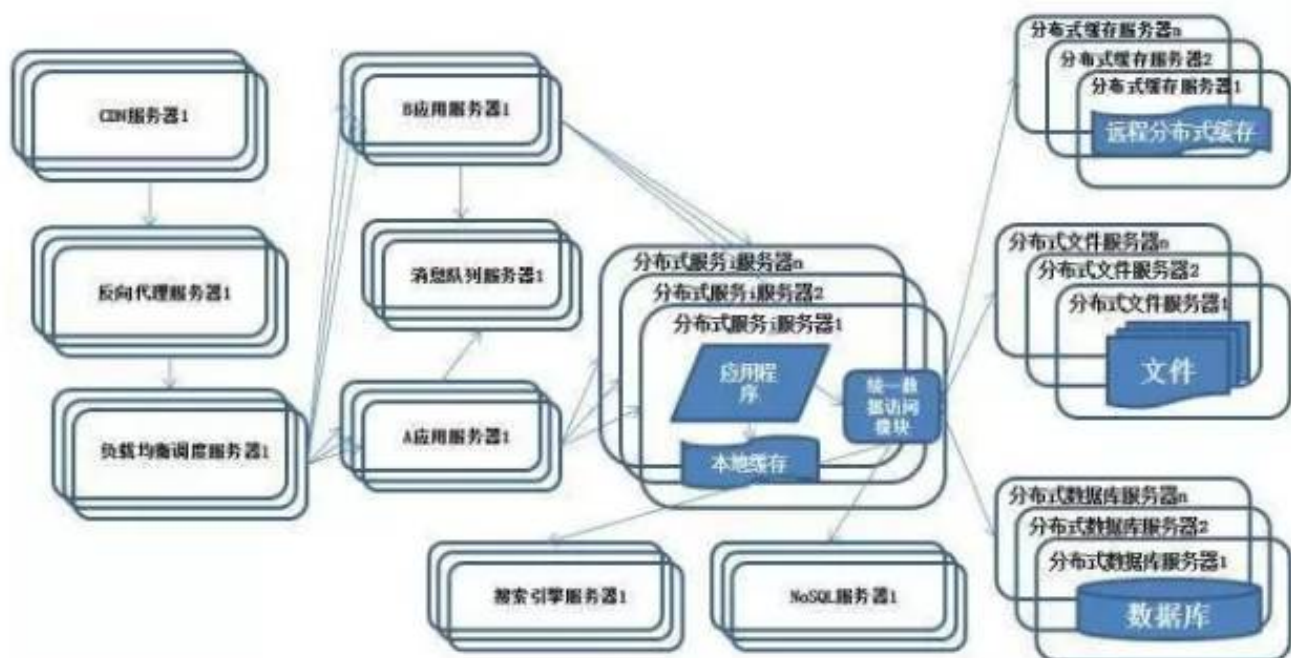 CDN服务器1
反向代理服务器1
负载均衡调度服务器1
B应用服务器1
消息队列服务器1
A应用服务器1
分布式服务i服务器n
分布式服务i服务器2
分布式服务i服务器1
应用程
序
统一数
据访问
模块
本地缓存
搜索引擎服务器1
NoSQL服务器1
分布式缓存服务器n
分布式缓存服务器2
分布式缓存服务器1
远程分布式缓存
分布式文件服务器n
分布式文件服务器2
分布式文件服务器1
文件
分布式数据库服务器n
分布式数据库服务器2
分布式数据库服务器1
数据库